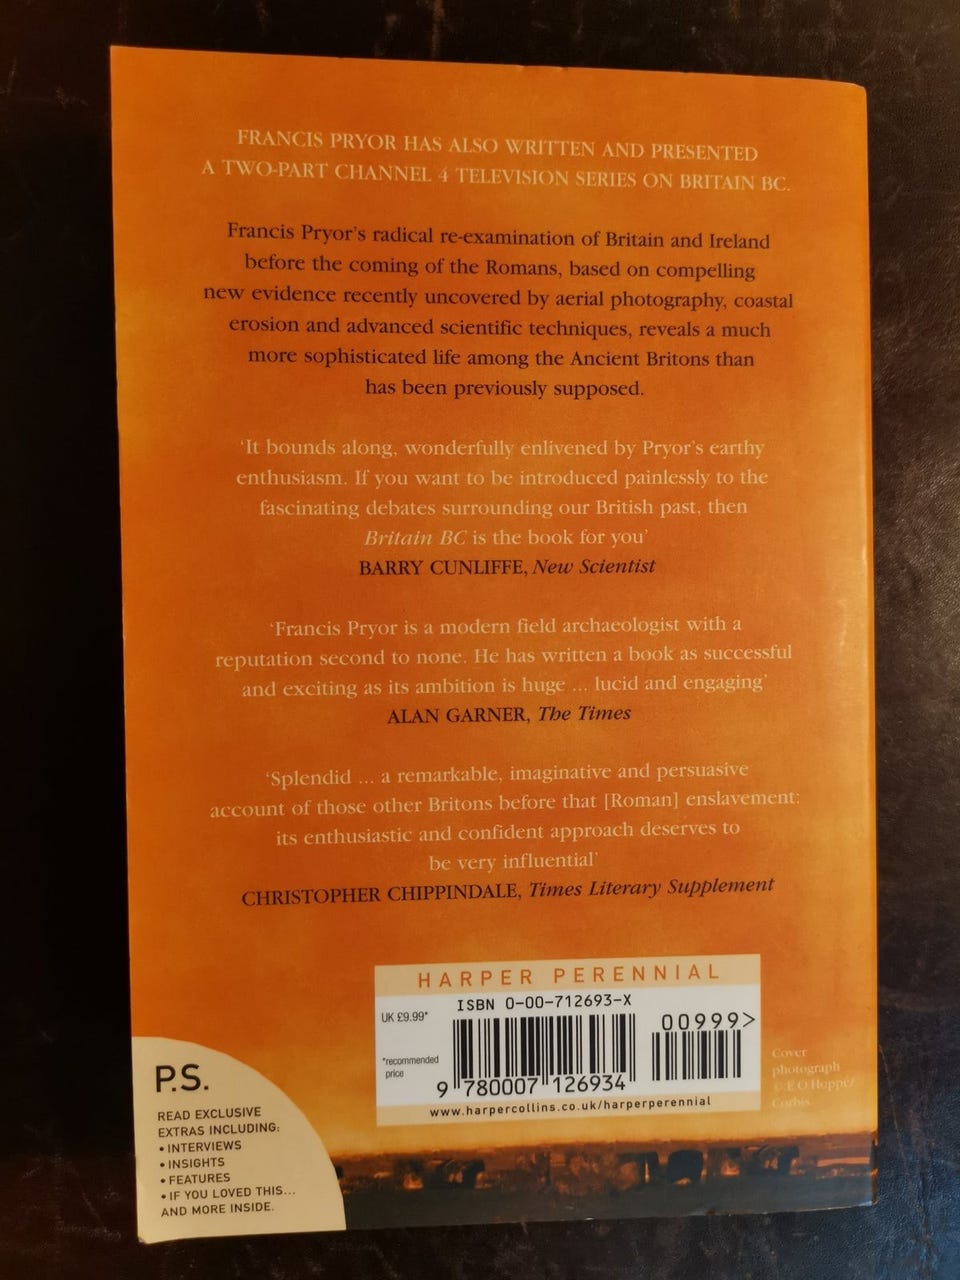 FRANCIS PRYOR HAS ALSO WRITTEN AND PRESENTED
A TWO-PART CHANNEL 4 TELEVISION SERIES ON BRITAIN BC.
Francis Pryor's radical re-examination of Britain and Ireland
before the coming of the Romans, based on compelling
new evidence recently uncovered by aerial photography, coastal
erosion and advanced scientific techniques, reveals a much
more sophisticated life among the Ancient Britons than
has been previously supposed.
'It bounds along, wonderfully enlivened by Pryor's earthy
enthusiasm. If you want to be introduced painlessly to the
fascinating debates surrounding our British past, then
Britain BC is the book for you'
BARRY CUNLIFFE, New Scientist
'Francis Pryor is a modern field archaeologist with a
reputation second to none. He has written a book as successful
and exciting as its ambition is huge ... lucid and engaging'
ALAN GARNER, The Times
'Splendid ... a remarkable, imaginative and persuasive
account of those other Britons before that [Roman] enslavement:
its enthusiastic and confident approach deserves to
be very influential'
CHRISTOPHER CHIPPINDALE, Times Literary Supplement
HARPER PERENNIAL
ISBN 0-00-712693-X
UK £9.99*
*recommended
price
00999>
9 780007 126934
www.harpercollins.co.uk/harperperennial
Cover
photograph
© E.O.Hoppé/
Corbis.
P.S.
READ EXCLUSIVE
EXTRAS INCLUDING:
• INTERVIEWS
• INSIGHTS
• FEATURES
• IF YOU LOVED THIS...
AND MORE INSIDE.